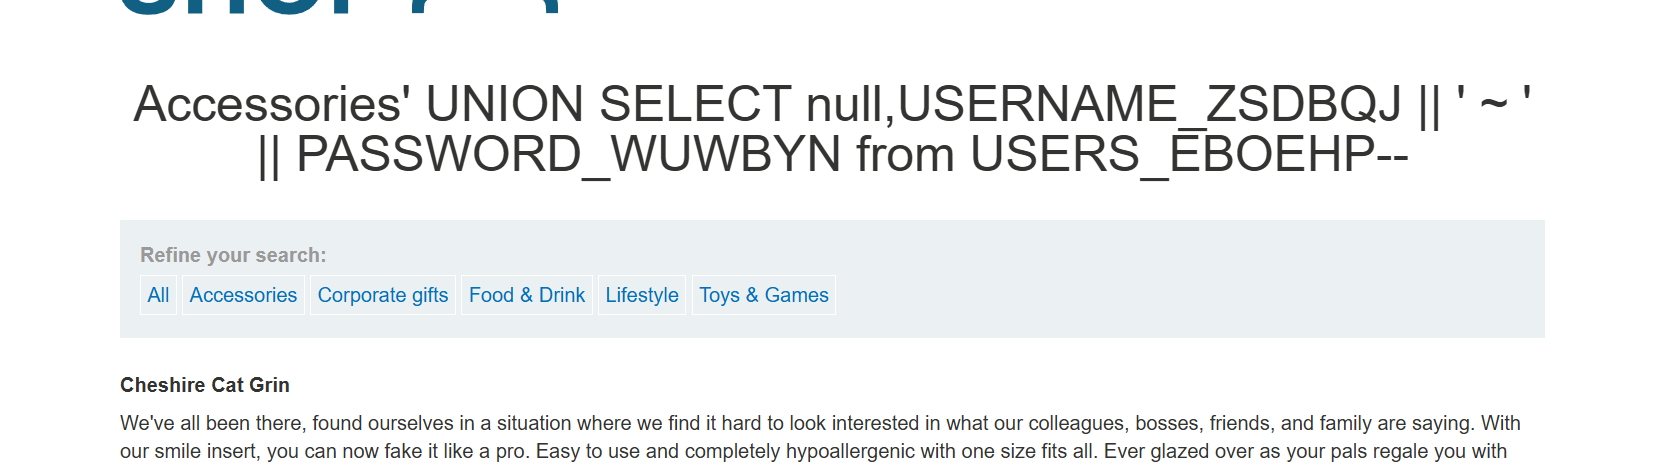 Accessories' UNION SELECT null,USERNAME_ZSDBQJ || ' ~ '
|| PASSWORD_WUWBYN from USERS_EBOEHP--
Refine your search:
All Accessories Corporate gifts Food & Drink Lifestyle Toys & Games
Cheshire Cat Grin
We've all been there, found ourselves in a situation where we find it hard to look interested in what our colleagues, bosses, friends, and family are saying. With
our smile insert, you can now fake it like a pro. Easy to use and completely hypoallergenic with one size fits all. Ever glazed over as your pals regale you with